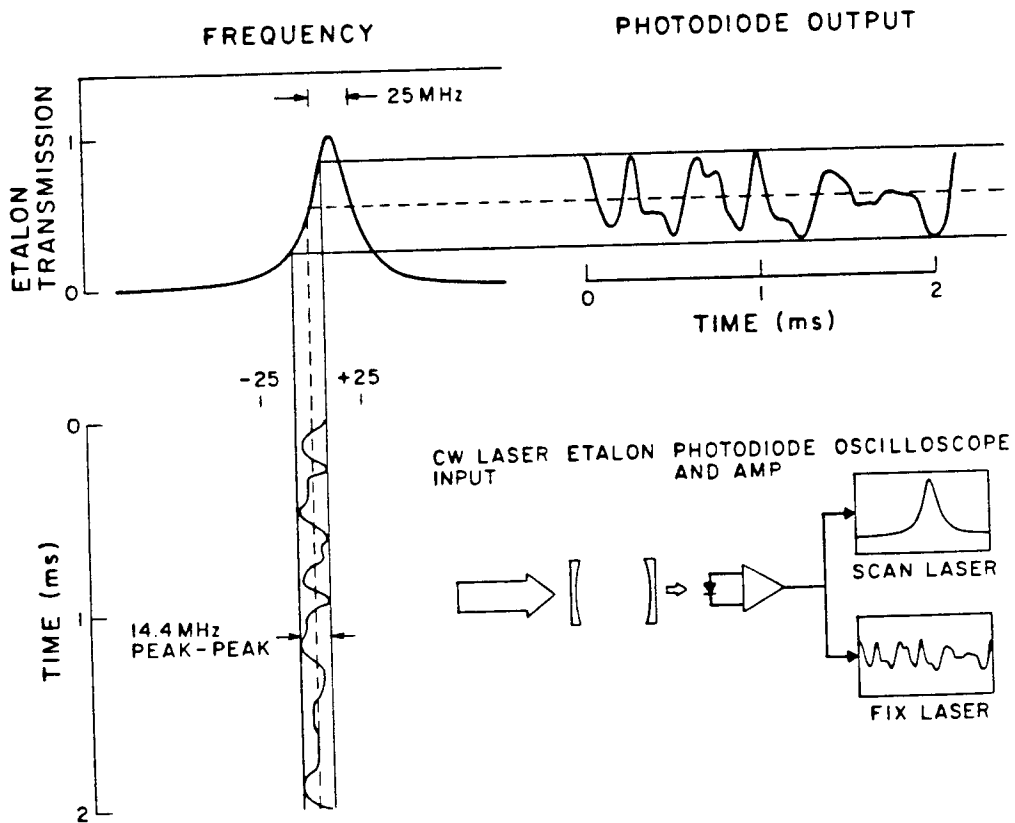 FREQUENCY
PHOTODIODE OUTPUT
25 MHz
ETALON
TRANSMISSION
1
0
0
1
2
TIME (ms)
-25
+25
0
1
2
TIME (ms)
14.4 MHz
PEAK-PEAK
CW LASER
INPUT
ETALON
PHOTODIODE
AND AMP
OSCILLOSCOPE
SCAN LASER
FIX LASER